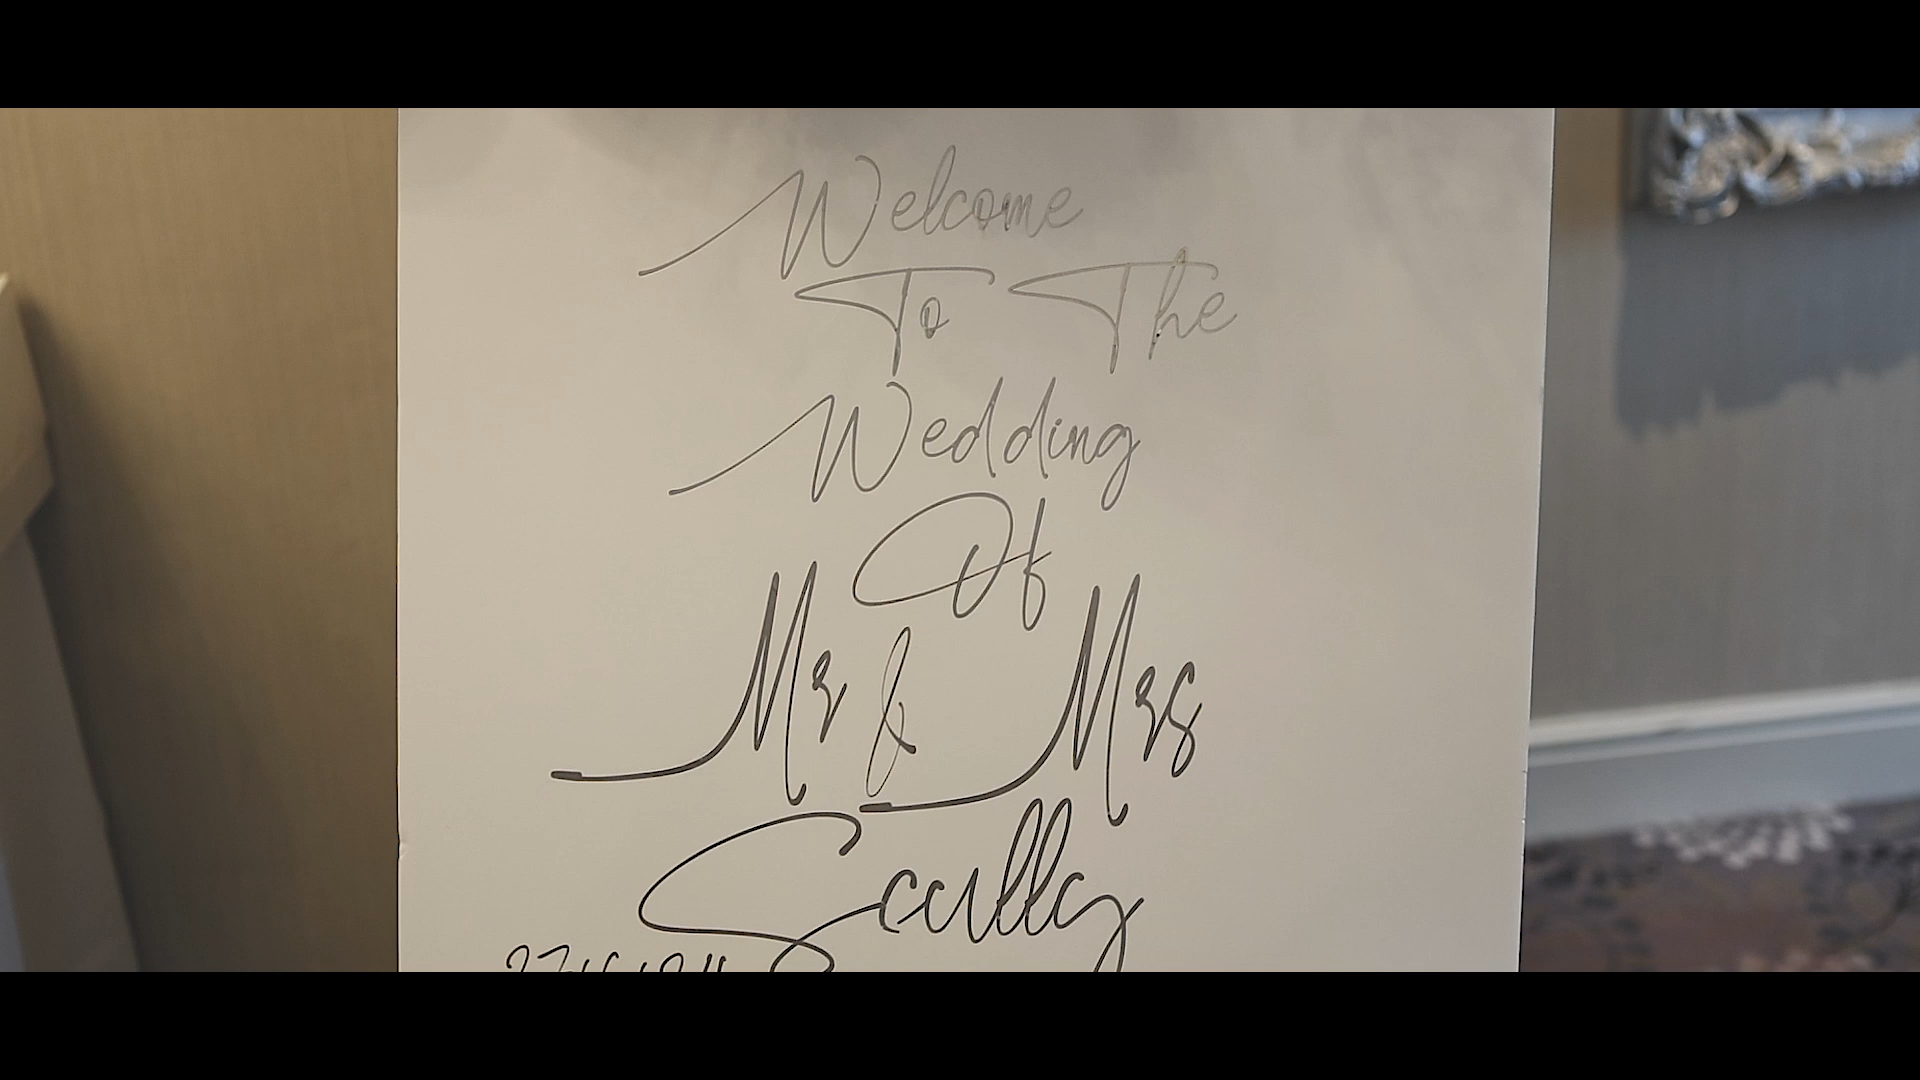 Welcome
To The
Wedding
Of
Mr & Mrs
Scully